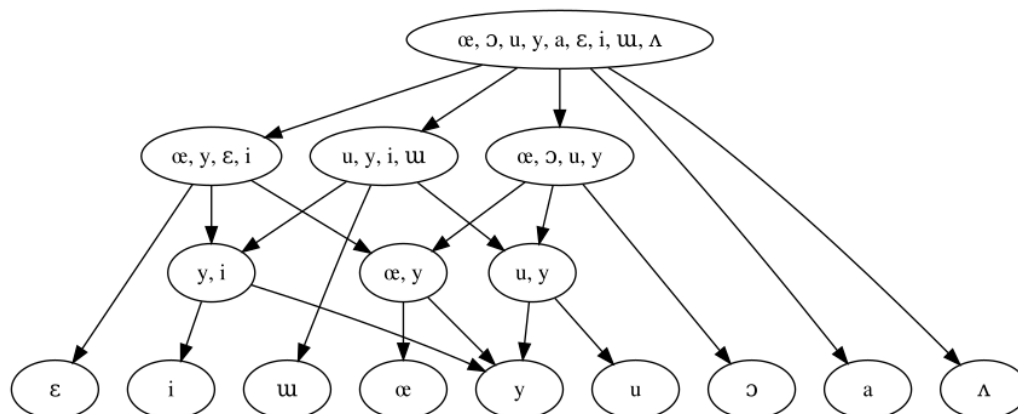 œ, ɔ, u, y, a, ɛ, i, ɯ, ʌ
œ, y, ɛ, i
u, y, i, ɯ
œ, ɔ, u, y
y, i
œ, y
u, y
ɛ
i
ɯ
œ
y
u
ɔ
a
ʌ